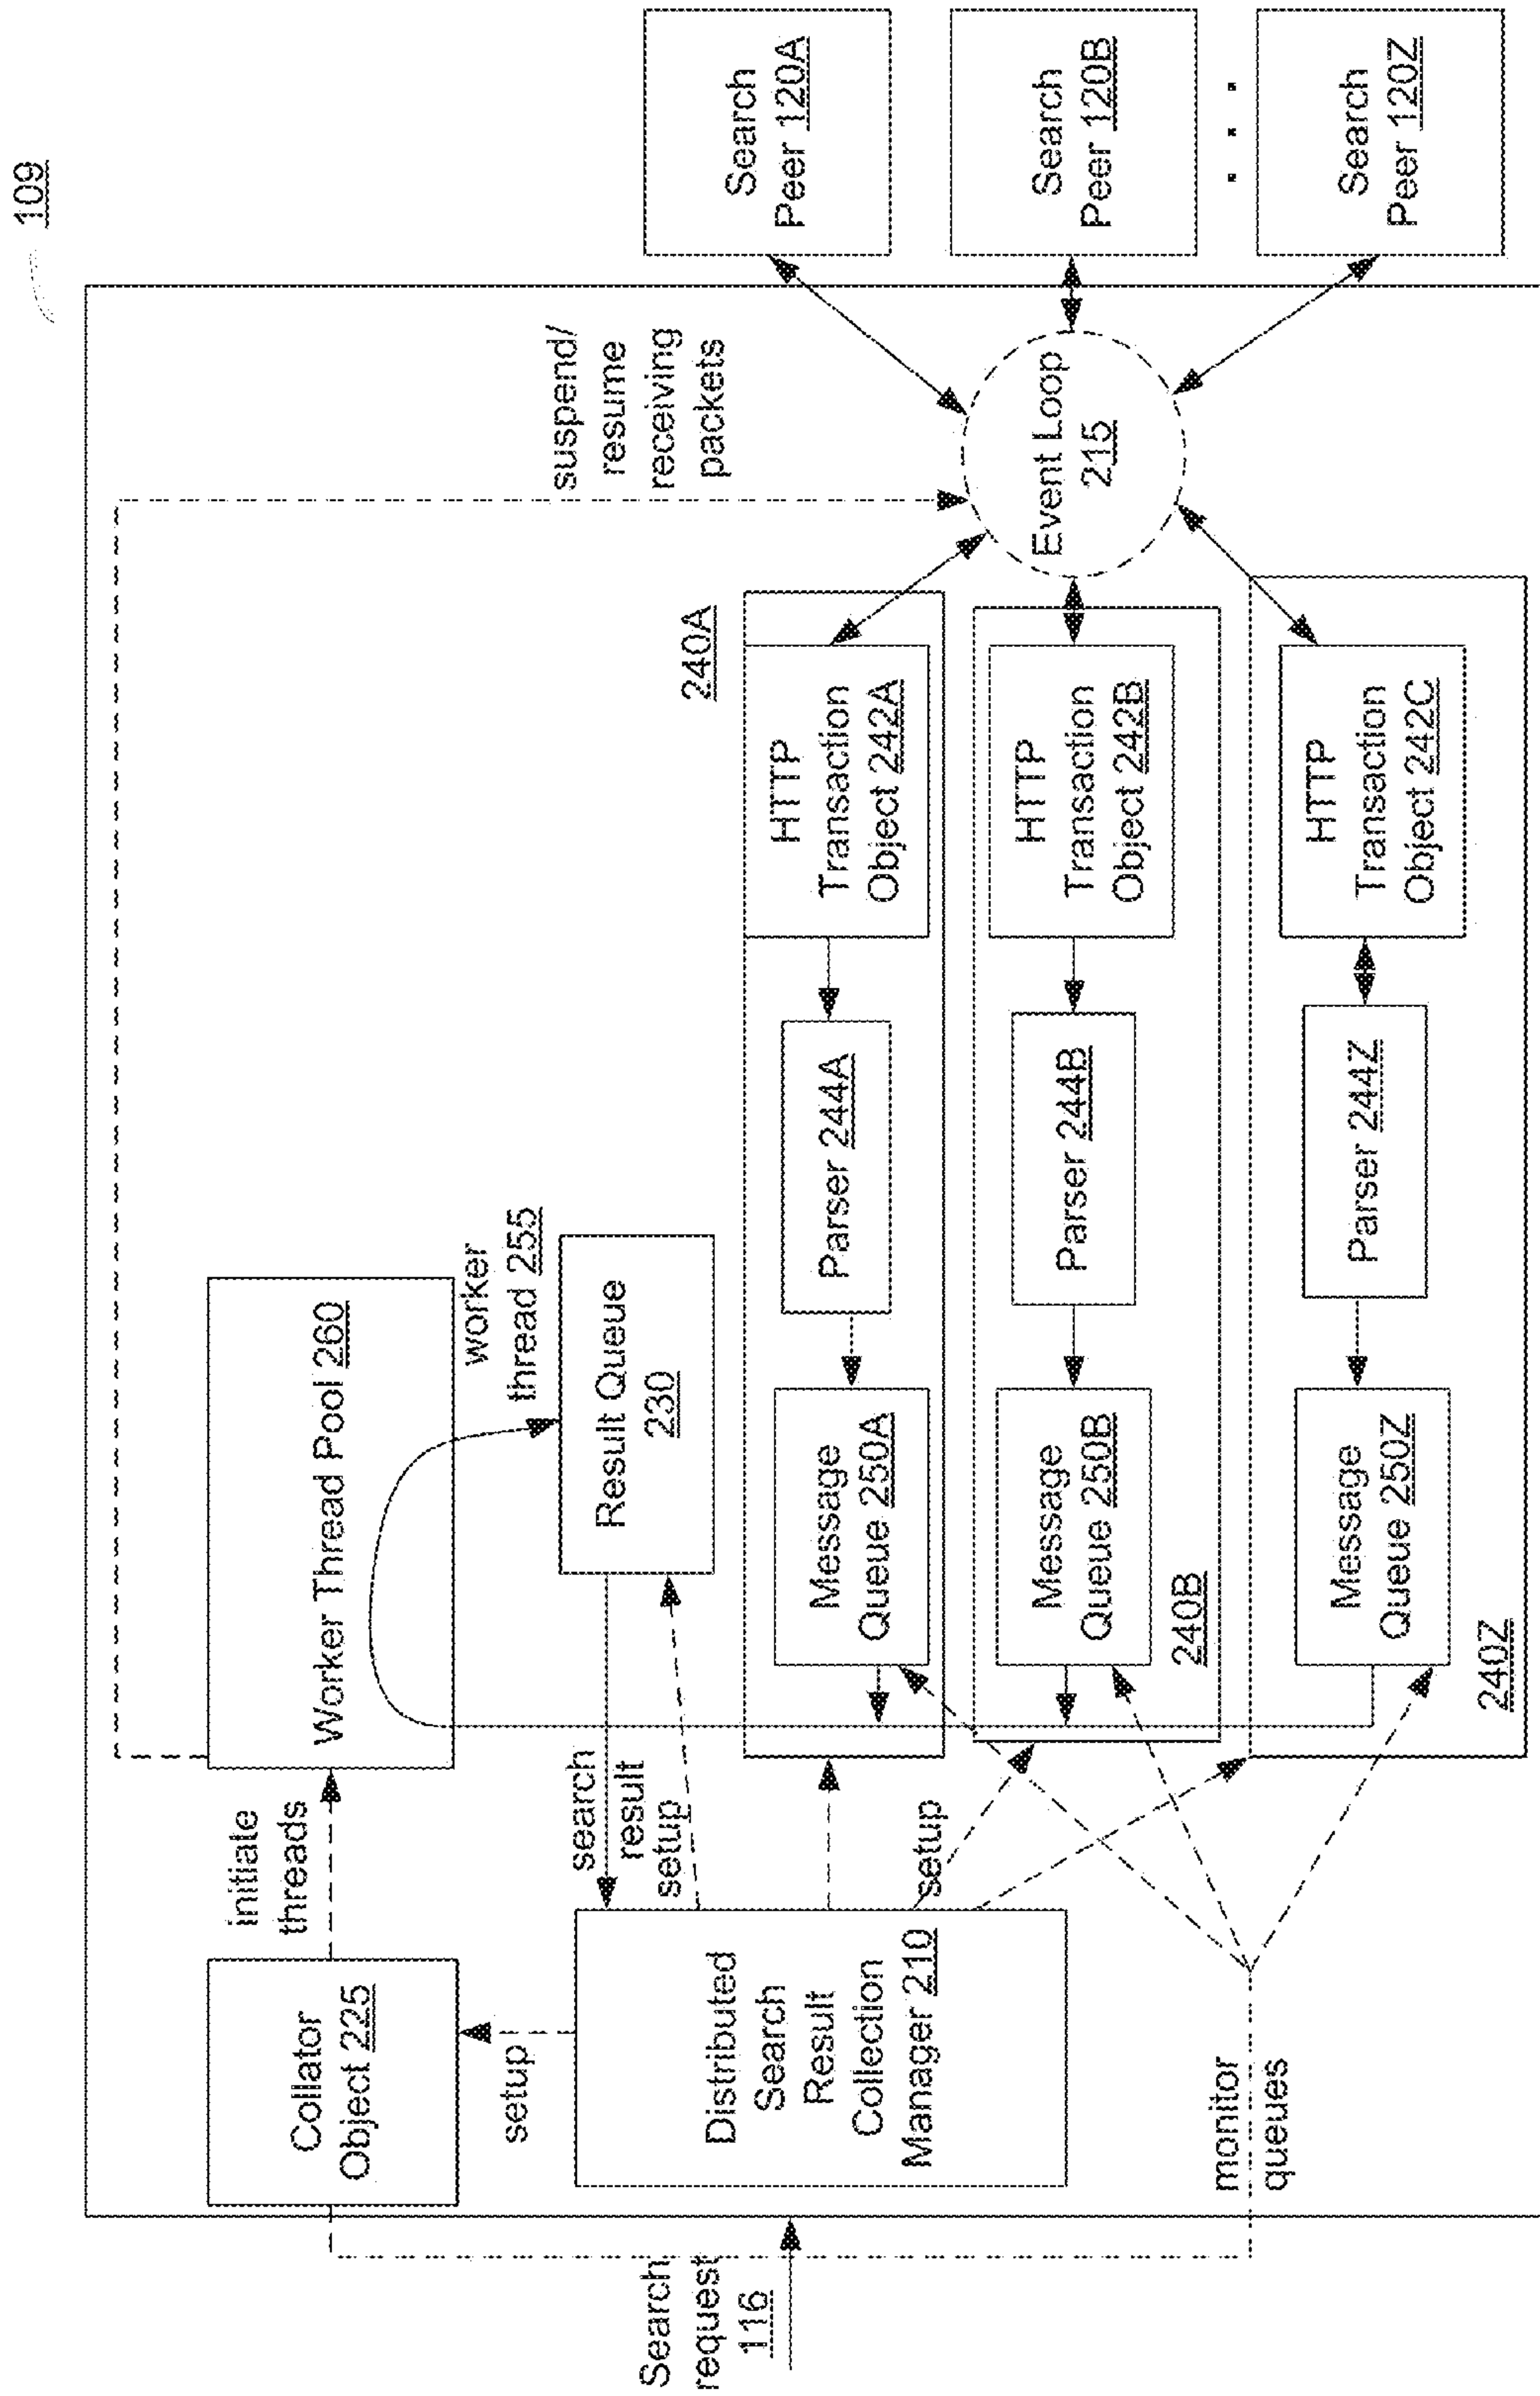 109
Search
Peer 120A
Search
Peer 120B
Search
Peer 120Z
suspend/
resume
receiving
packets
Event Loop
215
Collator
Object 225
initiate
threads
Worker Thread Pool 260
worker
thread 255
setup
Result Queue
230
search
result
setup
Search
request
116
Distributed
Search
Result
Collection
Manager 210
setup
240A
Message
Queue 250A
Parser 244A
HTTP
Transaction
Object 242A
Message
Queue 250B
Parser 244B
HTTP
Transaction
Object 242B
240B
monitor
queues
Message
Queue 250Z
Parser 244Z
HTTP
Transaction
Object 242C
240Z